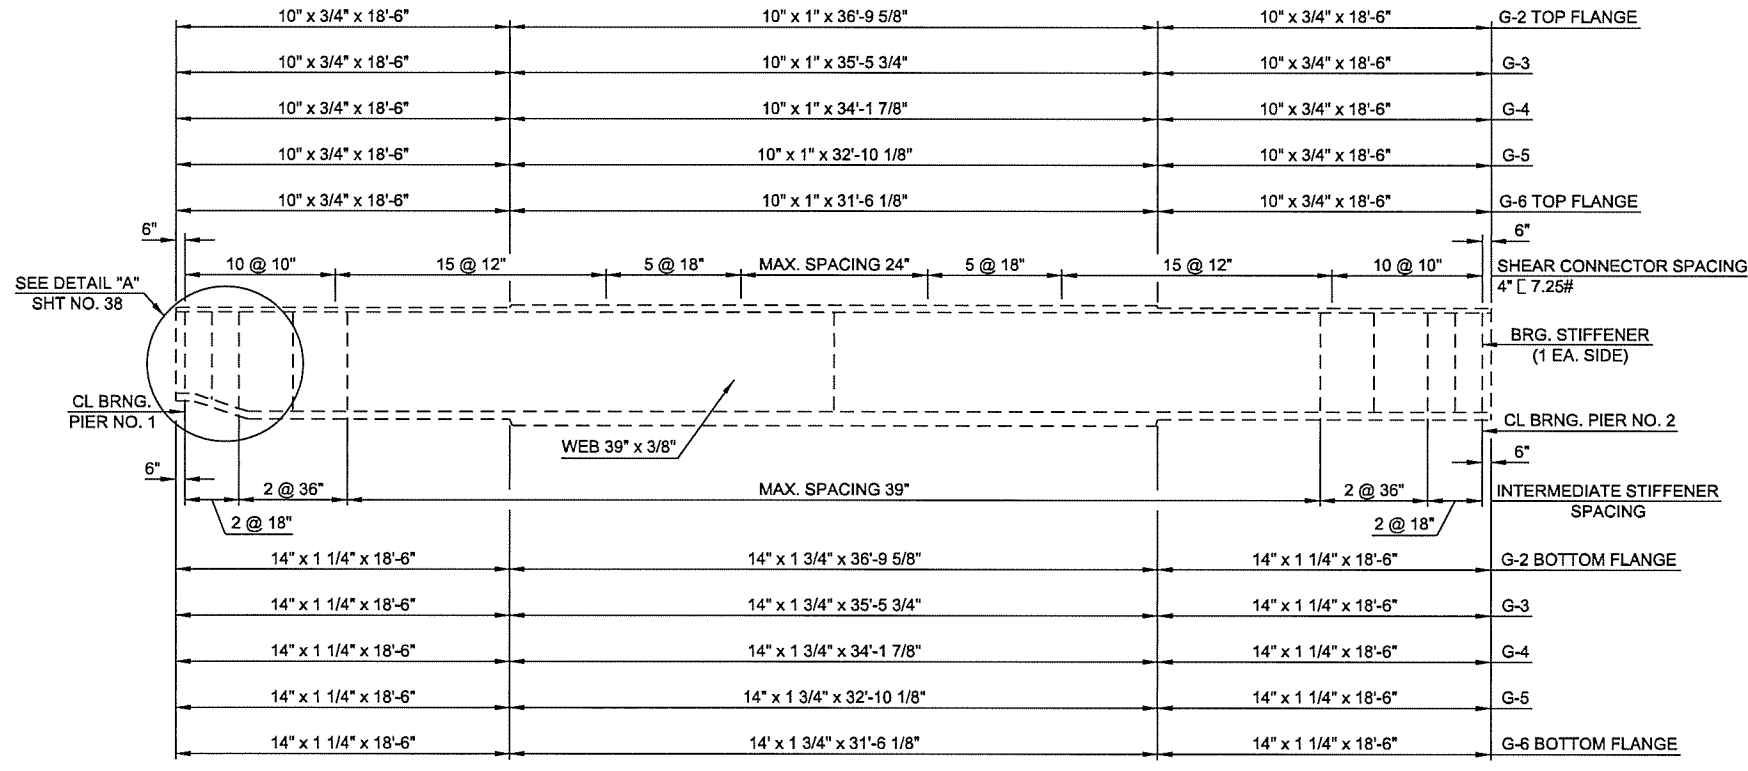 10" x 3/4" x 18'-6" 10" x 1" x 36'-9 5/8" 10" x 3/4" x 18'-6" G-2 TOP FLANGE
10" x 3/4" x 18'-6" 10" x 1" x 35'-5 3/4" 10" x 3/4" x 18'-6" G-3
10" x 3/4" x 18'-6" 10" x 1" x 34'-1 7/8" 10" x 3/4" x 18'-6" G-4
10" x 3/4" x 18'-6" 10" x 1" x 32'-10 1/8" 10" x 3/4" x 18'-6" G-5
10" x 3/4" x 18'-6" 10" x 1" x 31'-6 1/8" 10" x 3/4" x 18'-6" G-6 TOP FLANGE
6" 6"
10 @ 10" 15 @ 12" 5 @ 18" MAX. SPACING 24" 5 @ 18" 15 @ 12" 10 @ 10" SHEAR CONNECTOR SPACING
4" [ 7.25#
SEE DETAIL "A"
SHT NO. 38
BRG. STIFFENER
(1 EA. SIDE)
CL BRNG.
PIER NO. 1
CL BRNG. PIER NO. 2
WEB 39" x 3/8"
6" 6"
2 @ 36" MAX. SPACING 39" 2 @ 36" INTERMEDIATE STIFFENER
SPACING
2 @ 18" 2 @ 18"
14" x 1 1/4" x 18'-6" 14" x 1 3/4" x 36'-9 5/8" 14" x 1 1/4" x 18'-6" G-2 BOTTOM FLANGE
14" x 1 1/4" x 18'-6" 14" x 1 3/4" x 35'-5 3/4" 14" x 1 1/4" x 18'-6" G-3
14" x 1 1/4" x 18'-6" 14" x 1 3/4" x 34'-1 7/8" 14" x 1 1/4" x 18'-6" G-4
14" x 1 1/4" x 18'-6" 14" x 1 3/4" x 32'-10 1/8" 14" x 1 1/4" x 18'-6" G-5
14" x 1 1/4" x 18'-6" 14' x 1 3/4" x 31'-6 1/8" 14" x 1 1/4" x 18'-6" G-6 BOTTOM FLANGE